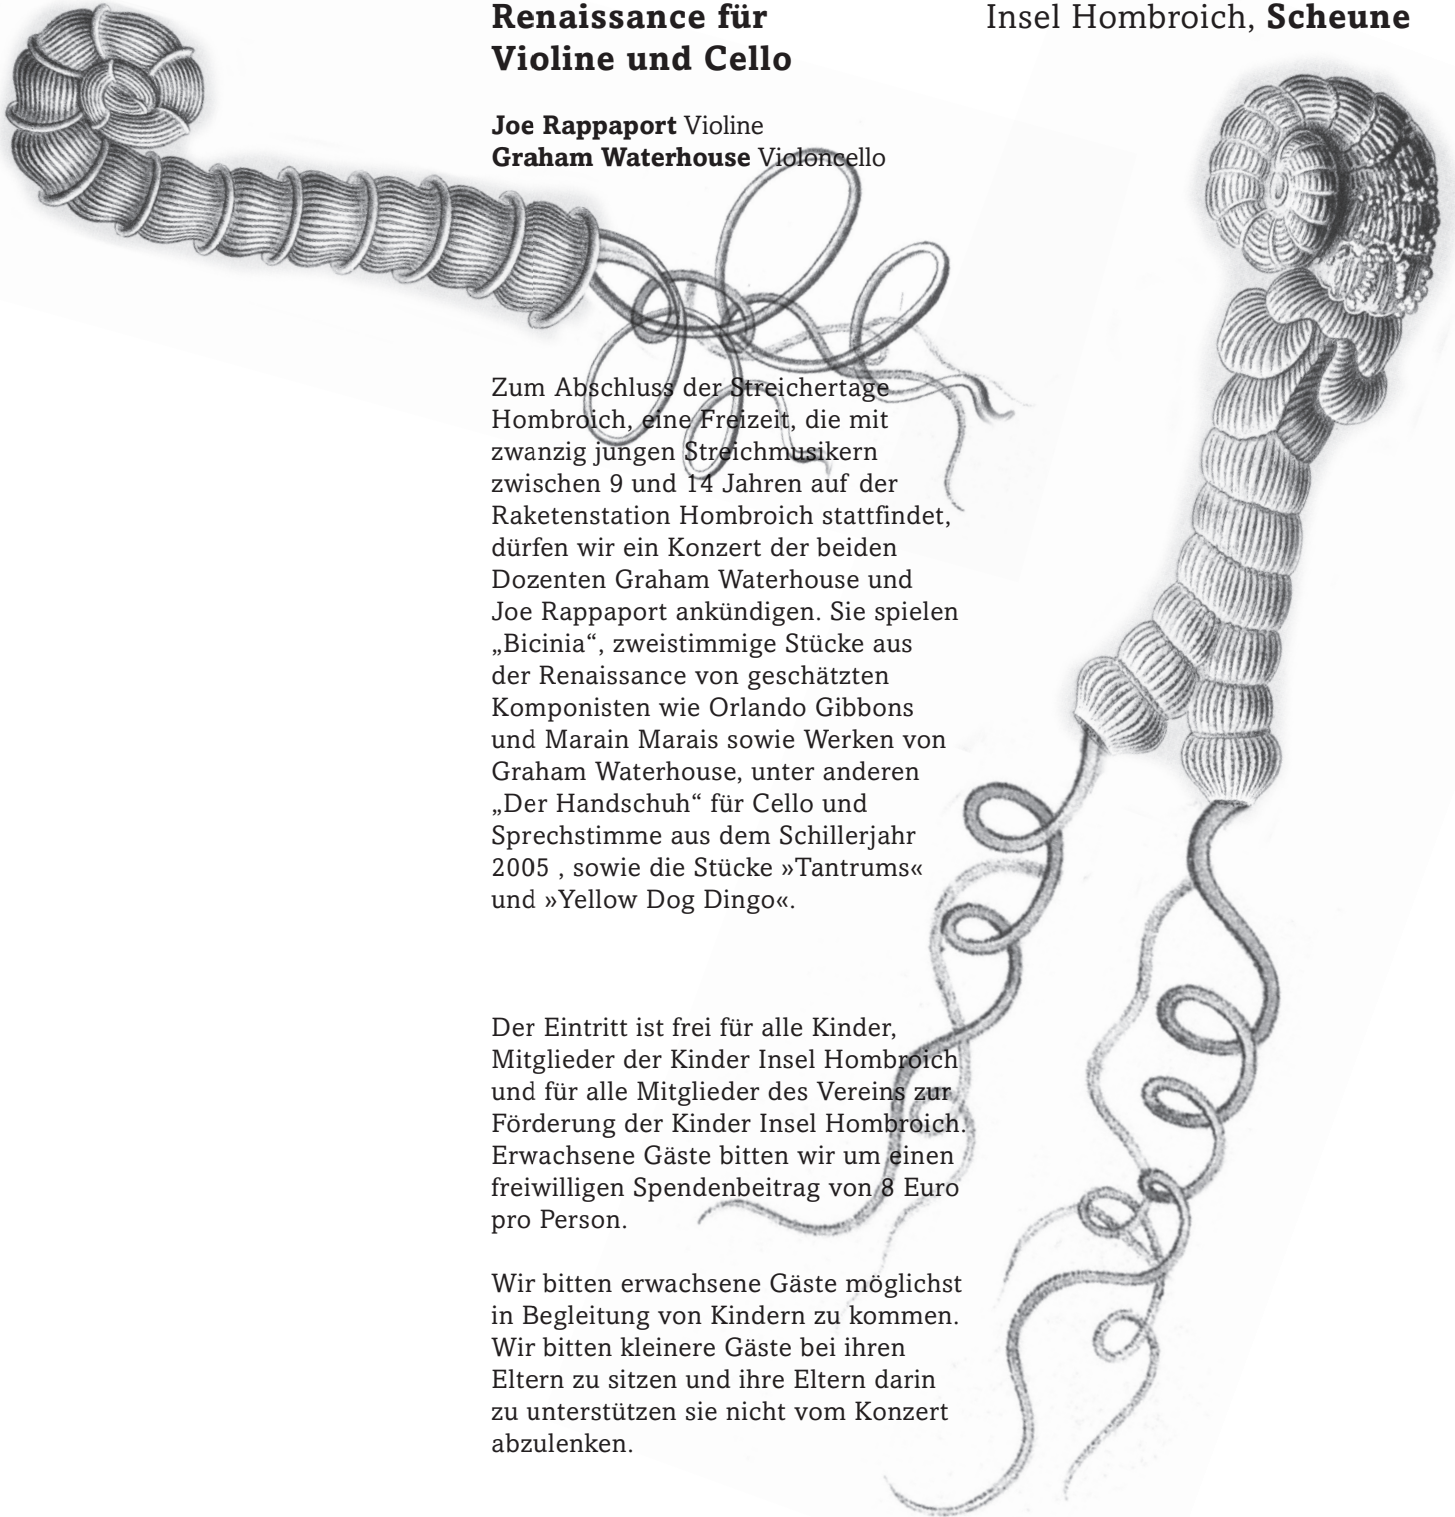 Renaissance für
Violine und Cello
Insel Hombroich, Scheune
Joe Rappaport Violine
Graham Waterhouse Violoncello
Zum Abschluss der Streichertage
Hombroich, eine Freizeit, die mit
zwanzig jungen Streichmusikern
zwischen 9 und 14 Jahren auf der
Raketenstation Hombroich stattfindet,
dürfen wir ein Konzert der beiden
Dozenten Graham Waterhouse und
Joe Rappaport ankündigen. Sie spielen
„Bicinia“, zweistimmige Stücke aus
der Renaissance von geschätzten
Komponisten wie Orlando Gibbons
und Marain Marais sowie Werken von
Graham Waterhouse, unter anderen
„Der Handschuh“ für Cello und
Sprechstimme aus dem Schillerjahr
2005 , sowie die Stücke »Tantrums«
und »Yellow Dog Dingo«.
Der Eintritt ist frei für alle Kinder,
Mitglieder der Kinder Insel Hombroich
und für alle Mitglieder des Vereins zur
Förderung der Kinder Insel Hombroich.
Erwachsene Gäste bitten wir um einen
freiwilligen Spendenbeitrag von 8 Euro
pro Person.
Wir bitten erwachsene Gäste möglichst
in Begleitung von Kindern zu kommen.
Wir bitten kleinere Gäste bei ihren
Eltern zu sitzen und ihre Eltern darin
zu unterstützen sie nicht vom Konzert
abzulenken.